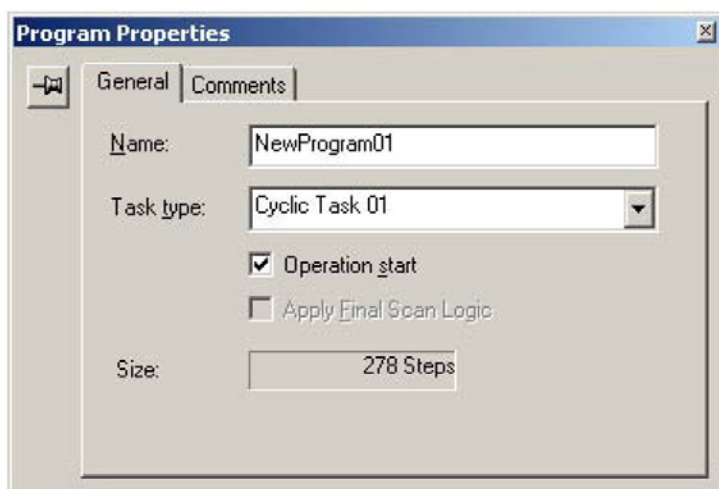 Program Properties
General Comments
Name: NewProgram01
Task type: Cyclic Task 01
Operation start
Apply Final Scan Logic
Size: 278 Steps